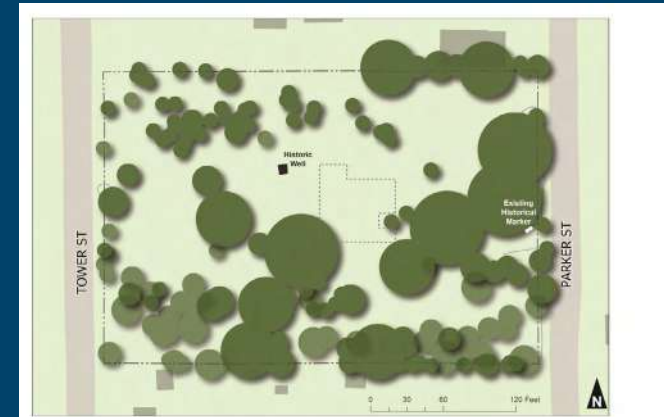 Historic
Well
Existing
Historical
Marker
TOWER ST
PARKER ST
0 30 60 120 Feet
N